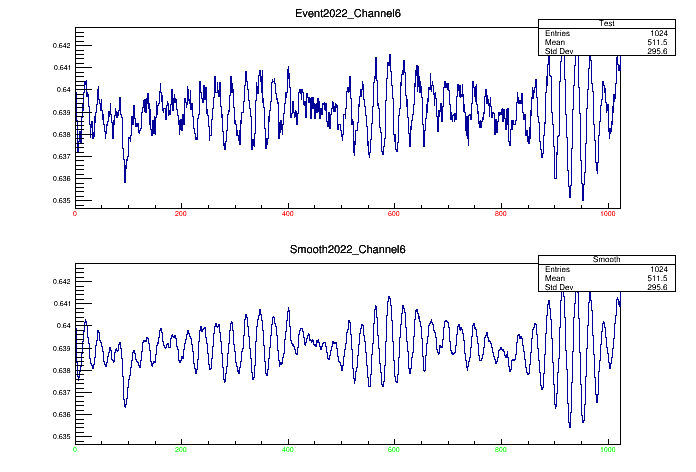 Event2022_Channel6
Test
Entries 1024
Mean 511.5
Std Dev 295.6
0.642
0.641
0.64
0.639
0.638
0.637
0.636
0.635
0 200 400 600 800 1000
Smooth2022_Channel6
Smooth
Entries 1024
Mean 511.5
Std Dev 295.6
0.642
0.641
0.64
0.639
0.638
0.637
0.636
0.635
0 200 400 600 800 1000